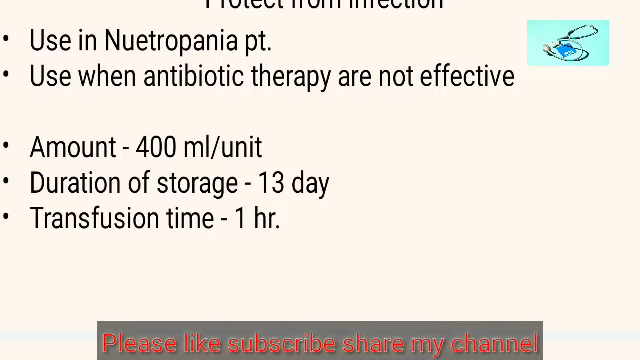 Protect from infection
• Use in Nuetropania pt.
• Use when antibiotic therapy are not effective
• Amount - 400 ml/unit
• Duration of storage - 13 day
• Transfusion time - 1 hr.
Please like subscribe share my channel